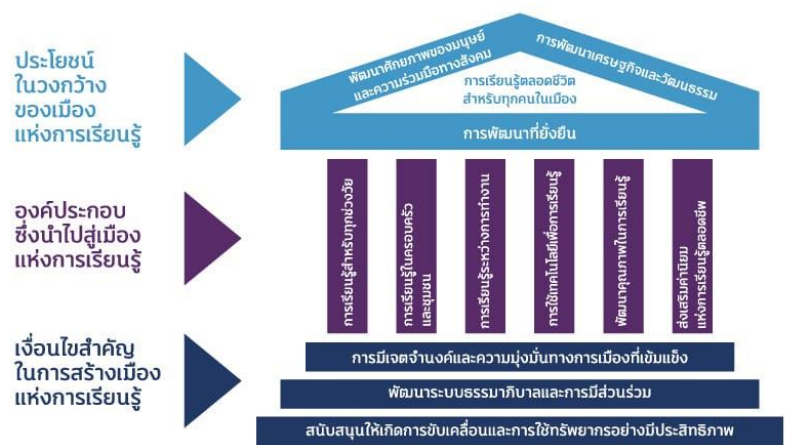 ประโยชน์
ในวงกว้าง
ของเมือง
แห่งการเรียนรู้
พัฒนาศักยภาพของมนุษย์
และความร่วมมือทางสังคม
การพัฒนาเศรษฐกิจและวัฒนธรรม
การเรียนรู้ตลอดชีวิต
สำหรับทุกคนในเมือง
การพัฒนาที่ยั่งยืน
องค์ประกอบ
ซึ่งนำไปสู่เมือง
แห่งการเรียนรู้
การเรียนรู้สำหรับทุกช่วงวัย
การเรียนรู้ในครอบครัว
และชุมชน
การเรียนรู้ระหว่างการทำงาน
การใช้เทคโนโลยีเพื่อการเรียนรู้
พัฒนาคุณภาพในการเรียนรู้
ส่งเสริมค่านิยม
แห่งการเรียนรู้ตลอดชีพ
เงื่อนไขสำคัญ
ในการสร้างเมือง
แห่งการเรียนรู้
การมีเจตจำนงค์และความมุ่งมั่นทางการเมืองที่เข้มแข็ง
พัฒนาระบบธรรมาภิบาลและการมีส่วนร่วม
สนับสนุนให้เกิดการขับเคลื่อนและการใช้ทรัพยากรอย่างมีประสิทธิภาพ